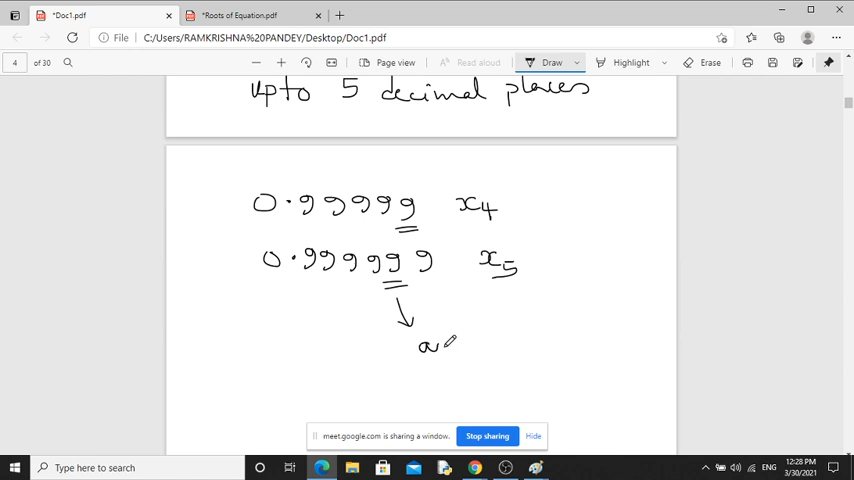 *Doc1.pdf
*Roots of Equation.pdf
File C:/Users/RAMKRISHNA%20PANDEY/Desktop/Doc1.pdf
4 of 30 Page view Read aloud Draw Highlight Erase
upto 5 decimal places
0.99999 x4
0.999999 x5
a
meet.google.com is sharing a window. Stop sharing Hide
Type here to search
ENG
12:28 PM
3/30/2021